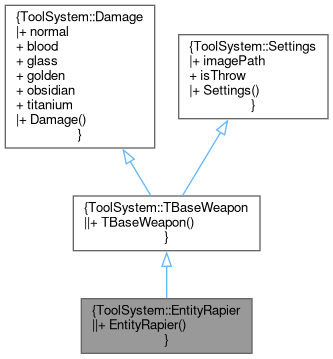 {ToolSystem::Damage
|+ normal
+ blood
+ glass
+ golden
+ obsidian
+ titanium
|+ Damage()
}
{ToolSystem::Settings
|+ imagePath
+ isThrow
|+ Settings()
}
{ToolSystem::TBaseWeapon
||+ TBaseWeapon()
}
{ToolSystem::EntityRapier
||+ EntityRapier()
}